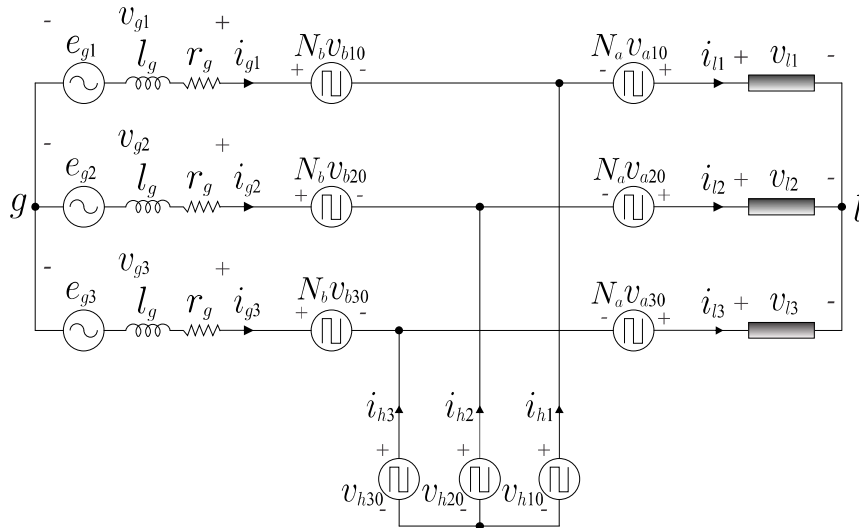 - v_{g1} +
e_{g1} l_g r_g i_{g1} N_b v_{b10} + - N_a v_{a10} - + i_{l1} + v_{l1} -
- v_{g2} +
e_{g2} l_g r_g i_{g2} N_b v_{b20} + - N_a v_{a20} - + i_{l2} + v_{l2} -
g l
- v_{g3} +
e_{g3} l_g r_g i_{g3} N_b v_{b30} + - N_a v_{a30} - + i_{l3} + v_{l3} -
i_{h3} i_{h2} i_{h1}
+ + +
v_{h30} v_{h20} v_{h10}
- - -